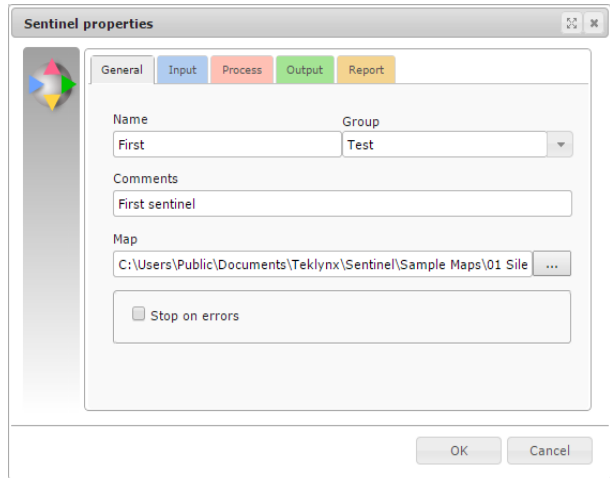 Sentinel properties
General Input Process Output Report
Name Group
First Test
Comments
First sentinel
Map
C:\Users\Public\Documents\Teklynx\Sentinel\Sample Maps\01 Sile ...
Stop on errors
OK Cancel